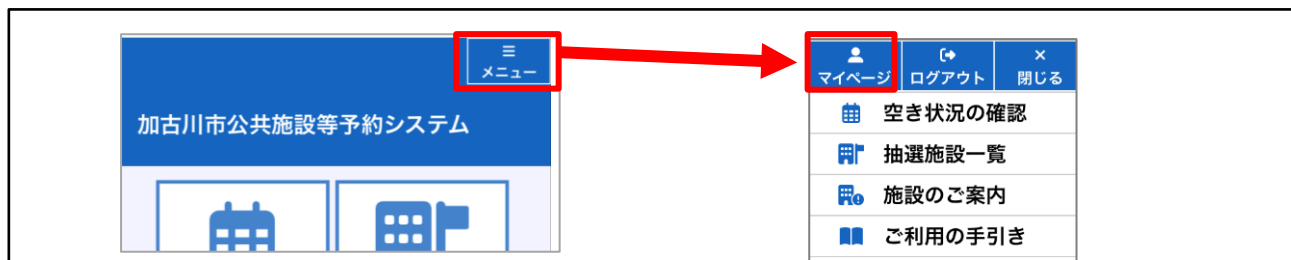 メニュー
加古川市公共施設等予約システム
マイページ ログアウト 閉じる
空き状況の確認
抽選施設一覧
施設のご案内
ご利用の手引き